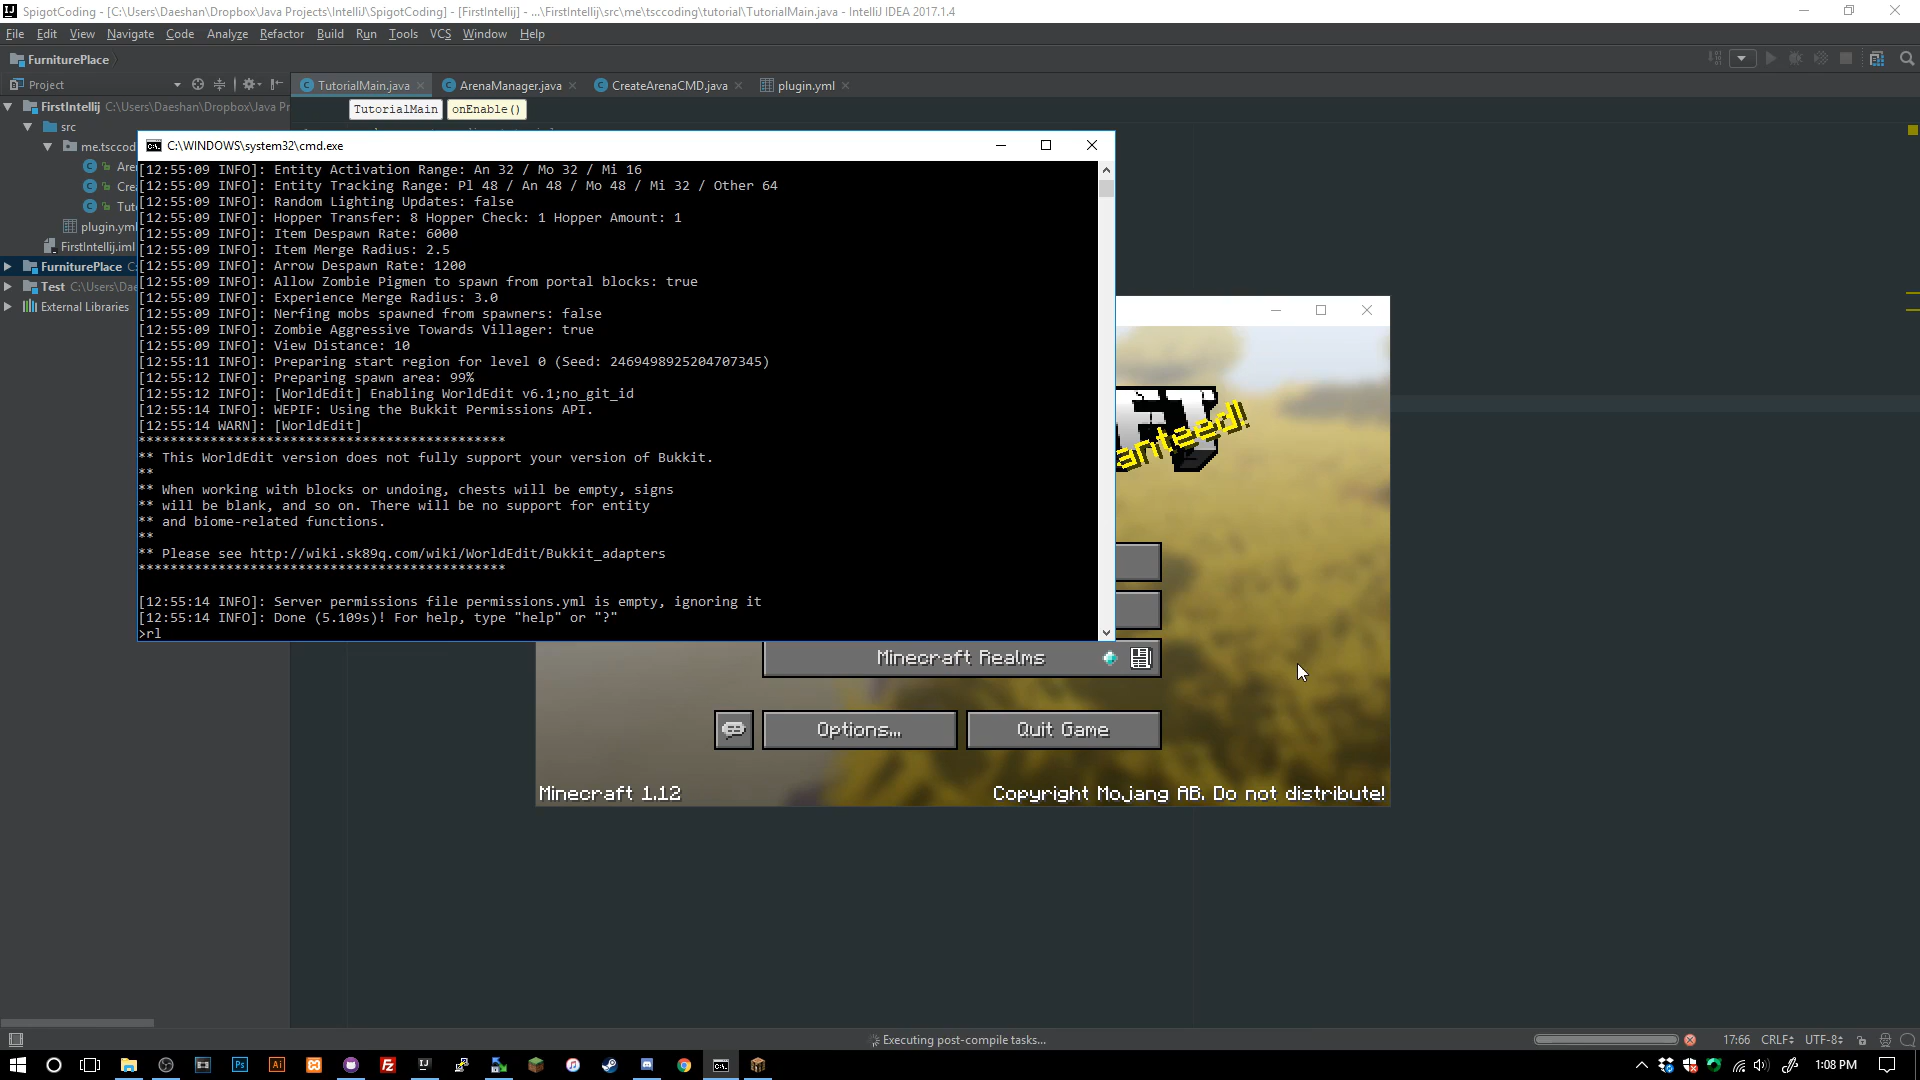 SpigotCoding - [C:\Users\Daeshan\Dropbox\Java Projects\IntelliJ\SpigotCoding] - [FirstIntellij] - ...\FirstIntellij\src\me\tsccoding\tutorial\TutorialMain.java - IntelliJ IDEA 2017.1.4
File Edit View Navigate Code Analyze Refactor Build Run Tools VCS Window Help
FurniturePlace
Project
TutorialMain.java
ArenaManager.java
CreateArenaCMD.java
plugin.yml
FirstIntellij C:\Users\Daeshan\Dropbox\Java Pr
TutorialMain
onEnable()
src
me.tsccod
Are
Cre
Tut
plugin.yml
FirstIntellij.iml
FurniturePlace C:
Test C:\Users\Dae
External Libraries
C:\WINDOWS\system32\cmd.exe
[12:55:09 INFO]: Entity Activation Range: An 32 / Mo 32 / Mi 16
[12:55:09 INFO]: Entity Tracking Range: Pl 48 / An 48 / Mo 48 / Mi 32 / Other 64
[12:55:09 INFO]: Random Lighting Updates: false
[12:55:09 INFO]: Hopper Transfer: 8 Hopper Check: 1 Hopper Amount: 1
[12:55:09 INFO]: Item Despawn Rate: 6000
[12:55:09 INFO]: Item Merge Radius: 2.5
[12:55:09 INFO]: Arrow Despawn Rate: 1200
[12:55:09 INFO]: Allow Zombie Pigmen to spawn from portal blocks: true
[12:55:09 INFO]: Experience Merge Radius: 3.0
[12:55:09 INFO]: Nerfing mobs spawned from spawners: false
[12:55:09 INFO]: Zombie Aggressive Towards Villager: true
[12:55:09 INFO]: View Distance: 10
[12:55:11 INFO]: Preparing start region for level 0 (Seed: 2469498925204707345)
[12:55:12 INFO]: Preparing spawn area: 99%
[12:55:12 INFO]: [WorldEdit] Enabling WorldEdit v6.1;no_git_id
[12:55:14 INFO]: WEPIF: Using the Bukkit Permissions API.
[12:55:14 WARN]: [WorldEdit]
**********************************************
** This WorldEdit version does not fully support your version of Bukkit.
**
** When working with blocks or undoing, chests will be empty, signs
** will be blank, and so on. There will be no support for entity
** and biome-related functions.
**
** Please see http://wiki.sk89q.com/wiki/WorldEdit/Bukkit_adapters
**********************************************
[12:55:14 INFO]: Server permissions file permissions.yml is empty, ignoring it
[12:55:14 INFO]: Done (5.109s)! For help, type "help" or "?"
>rl
anteed!
Minecraft Realms
Options...
Quit Game
Minecraft 1.12
Copyright Mojang AB. Do not distribute!
Executing post-compile tasks...
17:66 CRLF UTF-8
1:08 PM